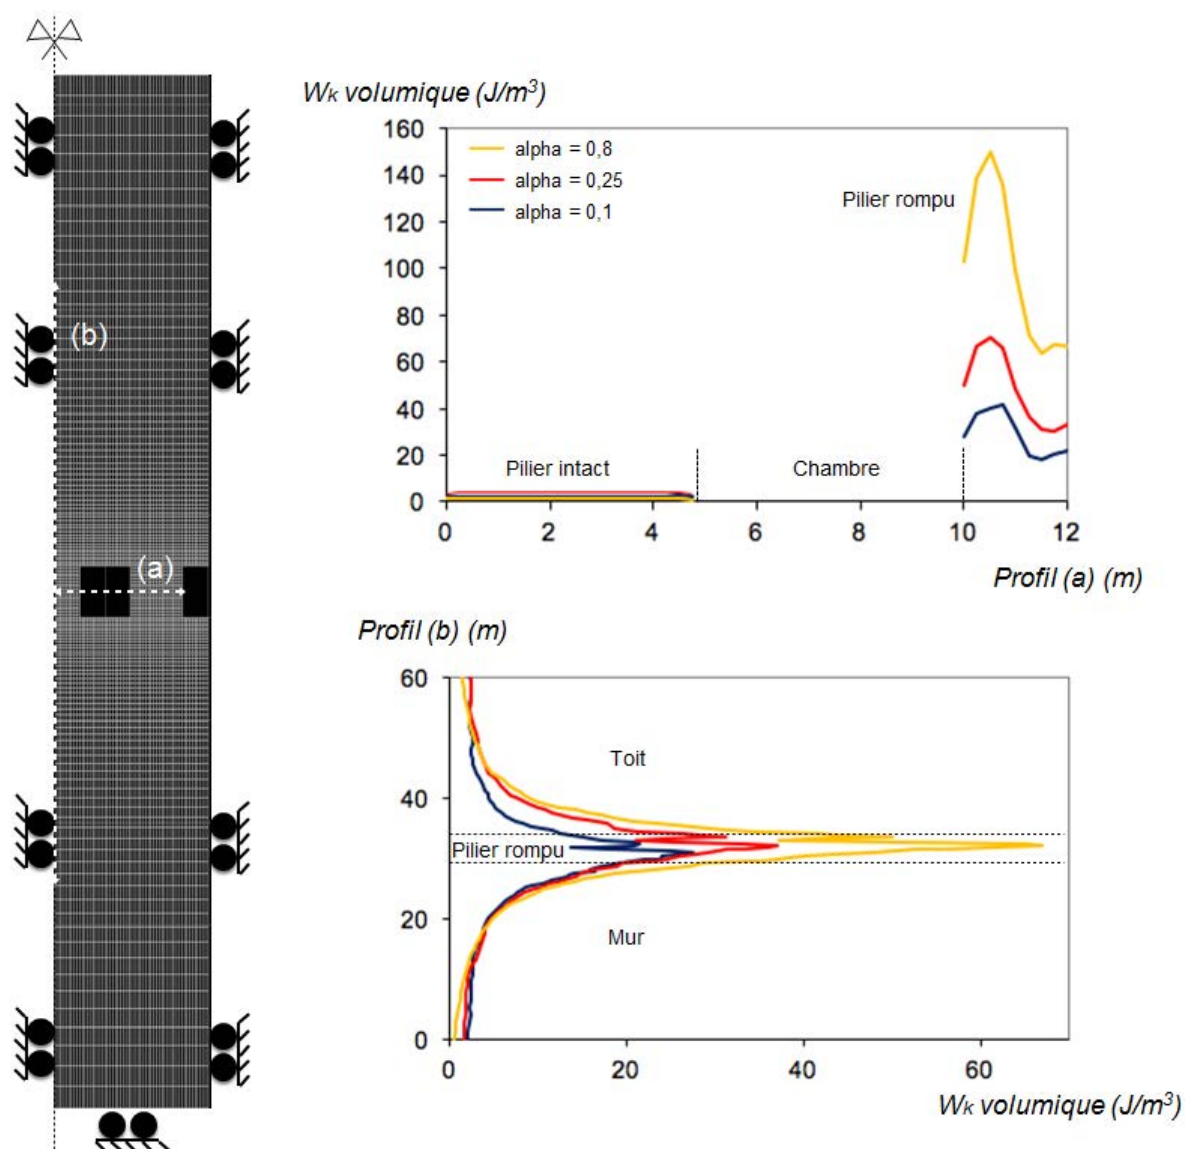 Wk volumique (J/m³)
160
140
120
100
80
60
40
20
0
alpha = 0,8
alpha = 0,25
alpha = 0,1
Pilier rompu
Pilier intact
Chambre
0 2 4 6 8 10 12
Profil (a) (m)
(b)
(a)
Profil (b) (m)
60
40
20
0
Toit
Pilier rompu
Mur
0 20 40 60
Wk volumique (J/m³)